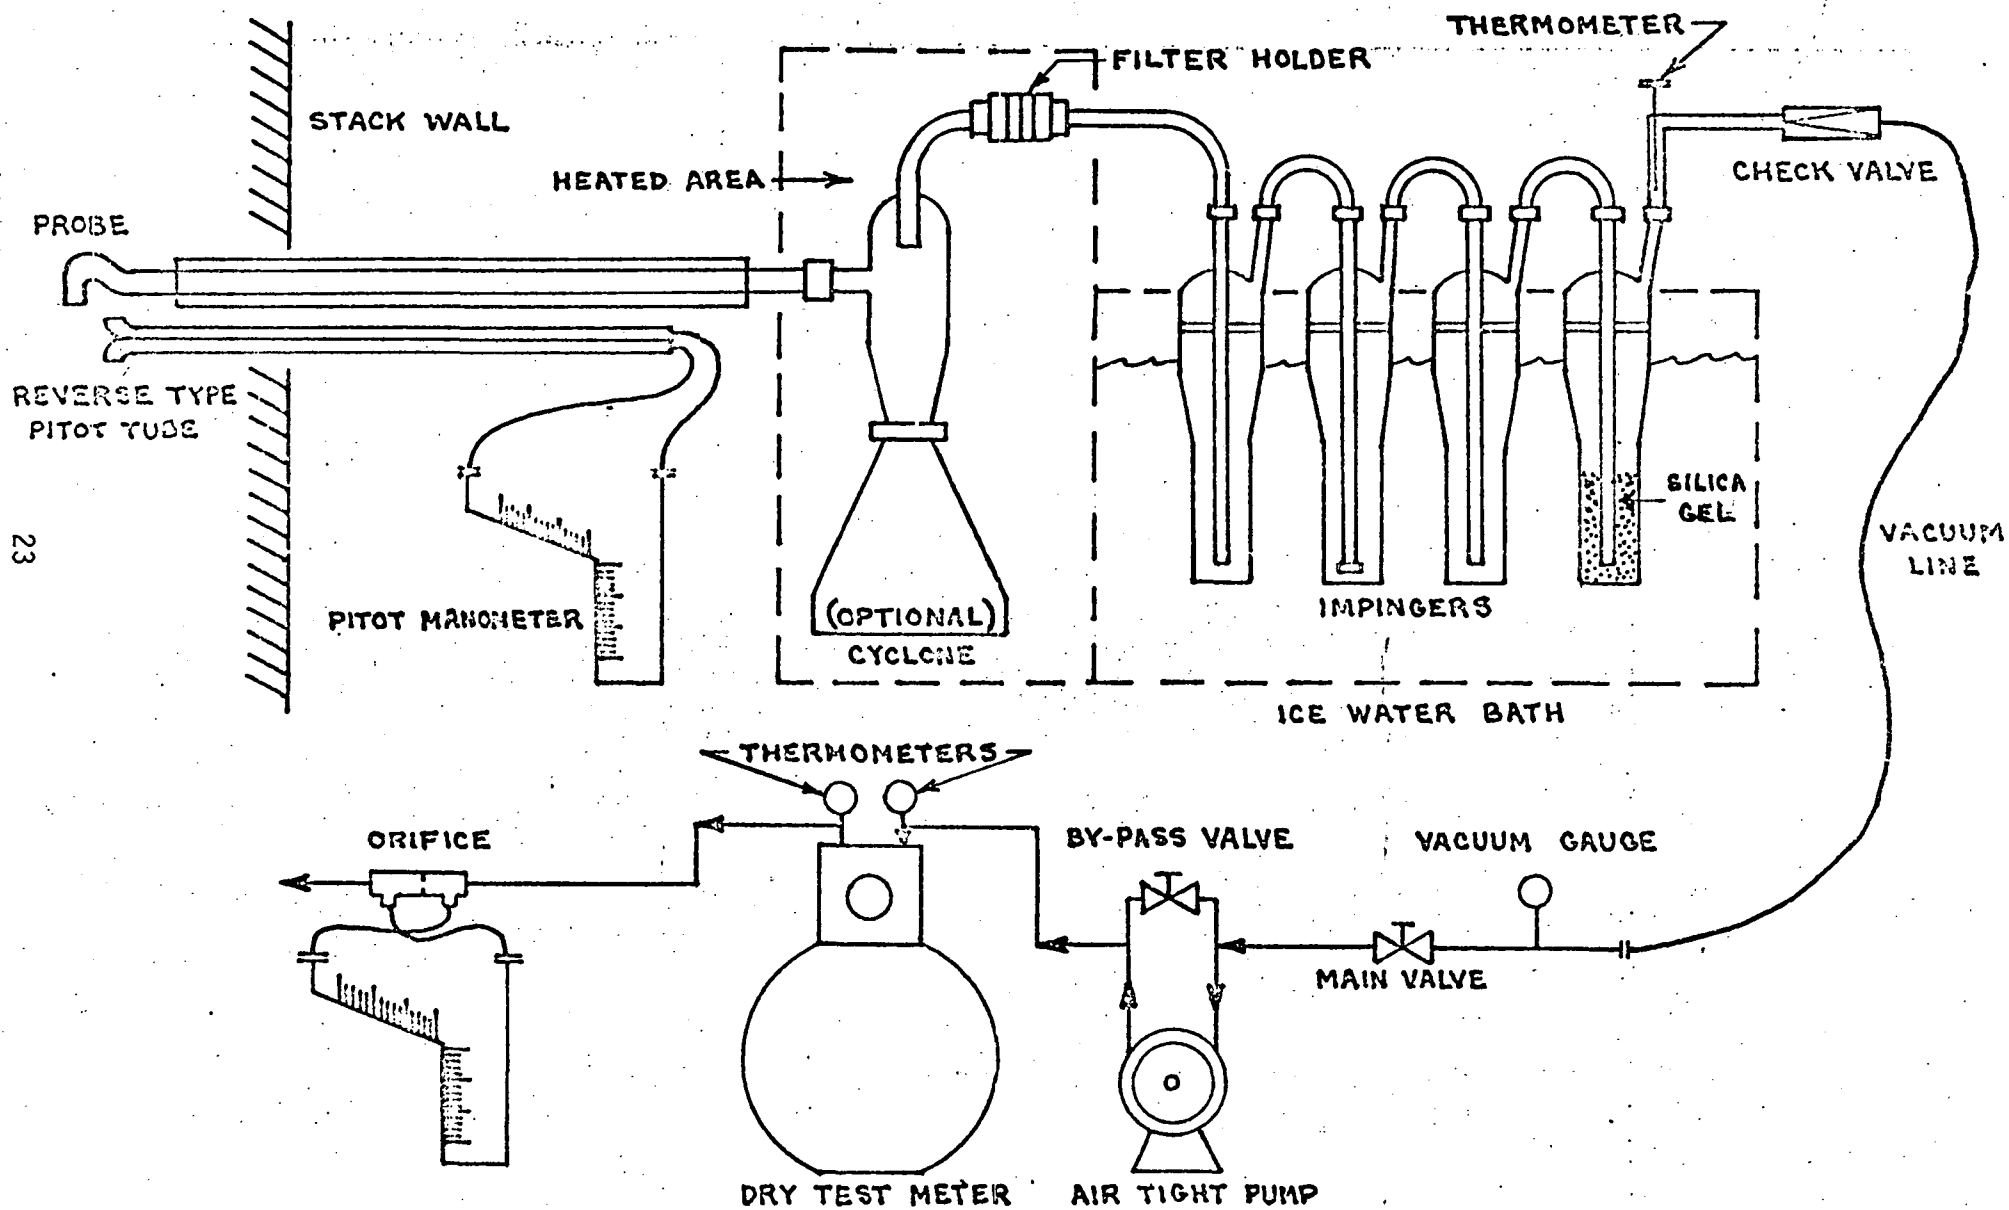 THERMOMETER
FILTER HOLDER
STACK WALL
HEATED AREA
CHECK VALVE
PROBE
REVERSE TYPE
PITOT TUBE
SILICA
GEL
VACUUM
LINE
23
PITOT MANOMETER
(OPTIONAL)
CYCLONE
IMPINGERS
ICE WATER BATH
THERMOMETERS
ORIFICE
BY-PASS VALVE
VACUUM GAUGE
MAIN VALVE
DRY TEST METER
AIR TIGHT PUMP